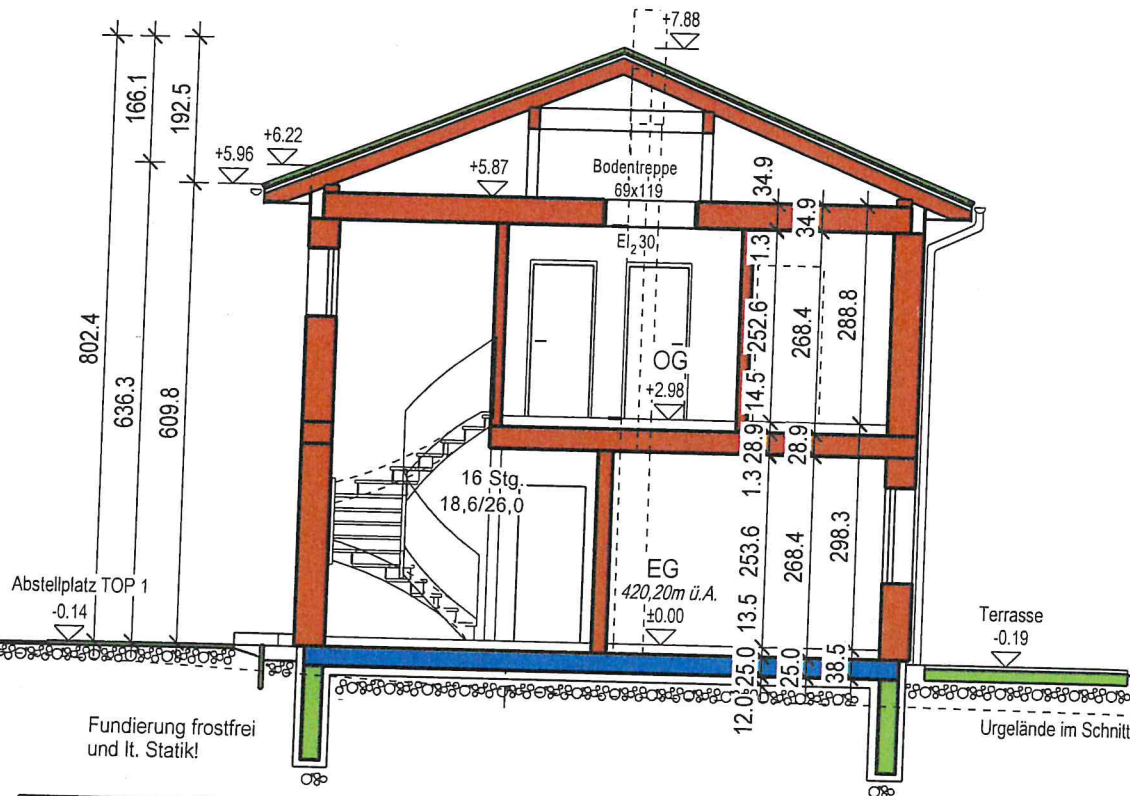 +7.88
166.1
192.5
+6.22
+5.96
+5.87
Bodentreppe
69x119
34.9
34.9
EI₂30
1.3
802.4
636.3
609.8
252.6
268.4
288.8
OG
+2.98
14.5
28.9
28.9
16 Stg.
18,6/26,0
1.3
253.6
268.4
298.3
EG
420,20m ü.A.
±0.00
13.5
Abstellplatz TOP 1
-0.14
Terrasse
-0.19
25.0
25.0
38.5
12.0
Fundierung frostfrei
und lt. Statik!
Urgelände im Schnitt